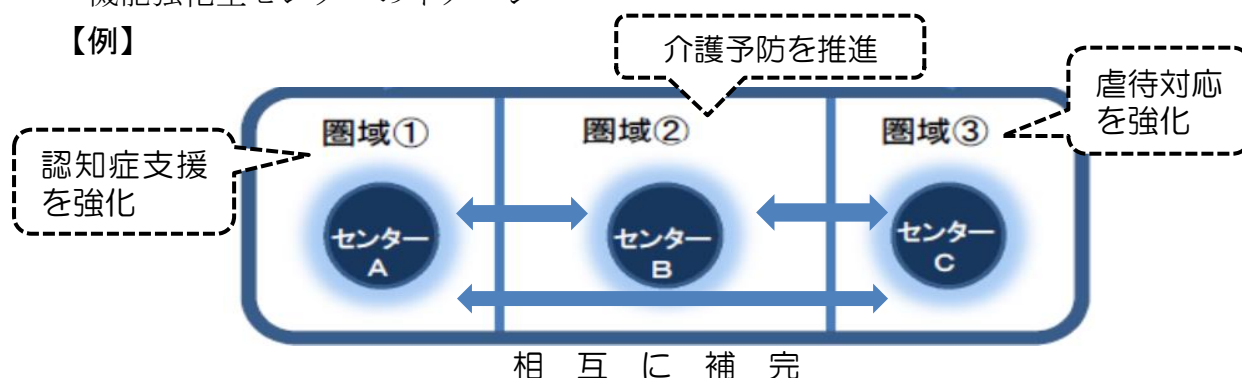 【例】
介護予防を推進
虐待対応
を強化
圏域①
圏域②
圏域③
認知症支援
を強化
センター
A
センター
B
センター
C
相互に補完